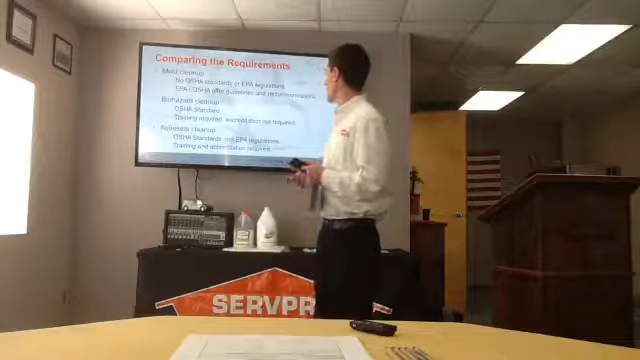 Comparing the Requirements
Mold cleanup
No OSHA standards or EPA regulations
EPA / OSHA offer guidelines and recommendations
Biohazard cleanup
OSHA Standard
Training required, accreditation not required
Asbestos cleanup
OSHA Standards and EPA regulations
Training and accreditation required
SERVPR